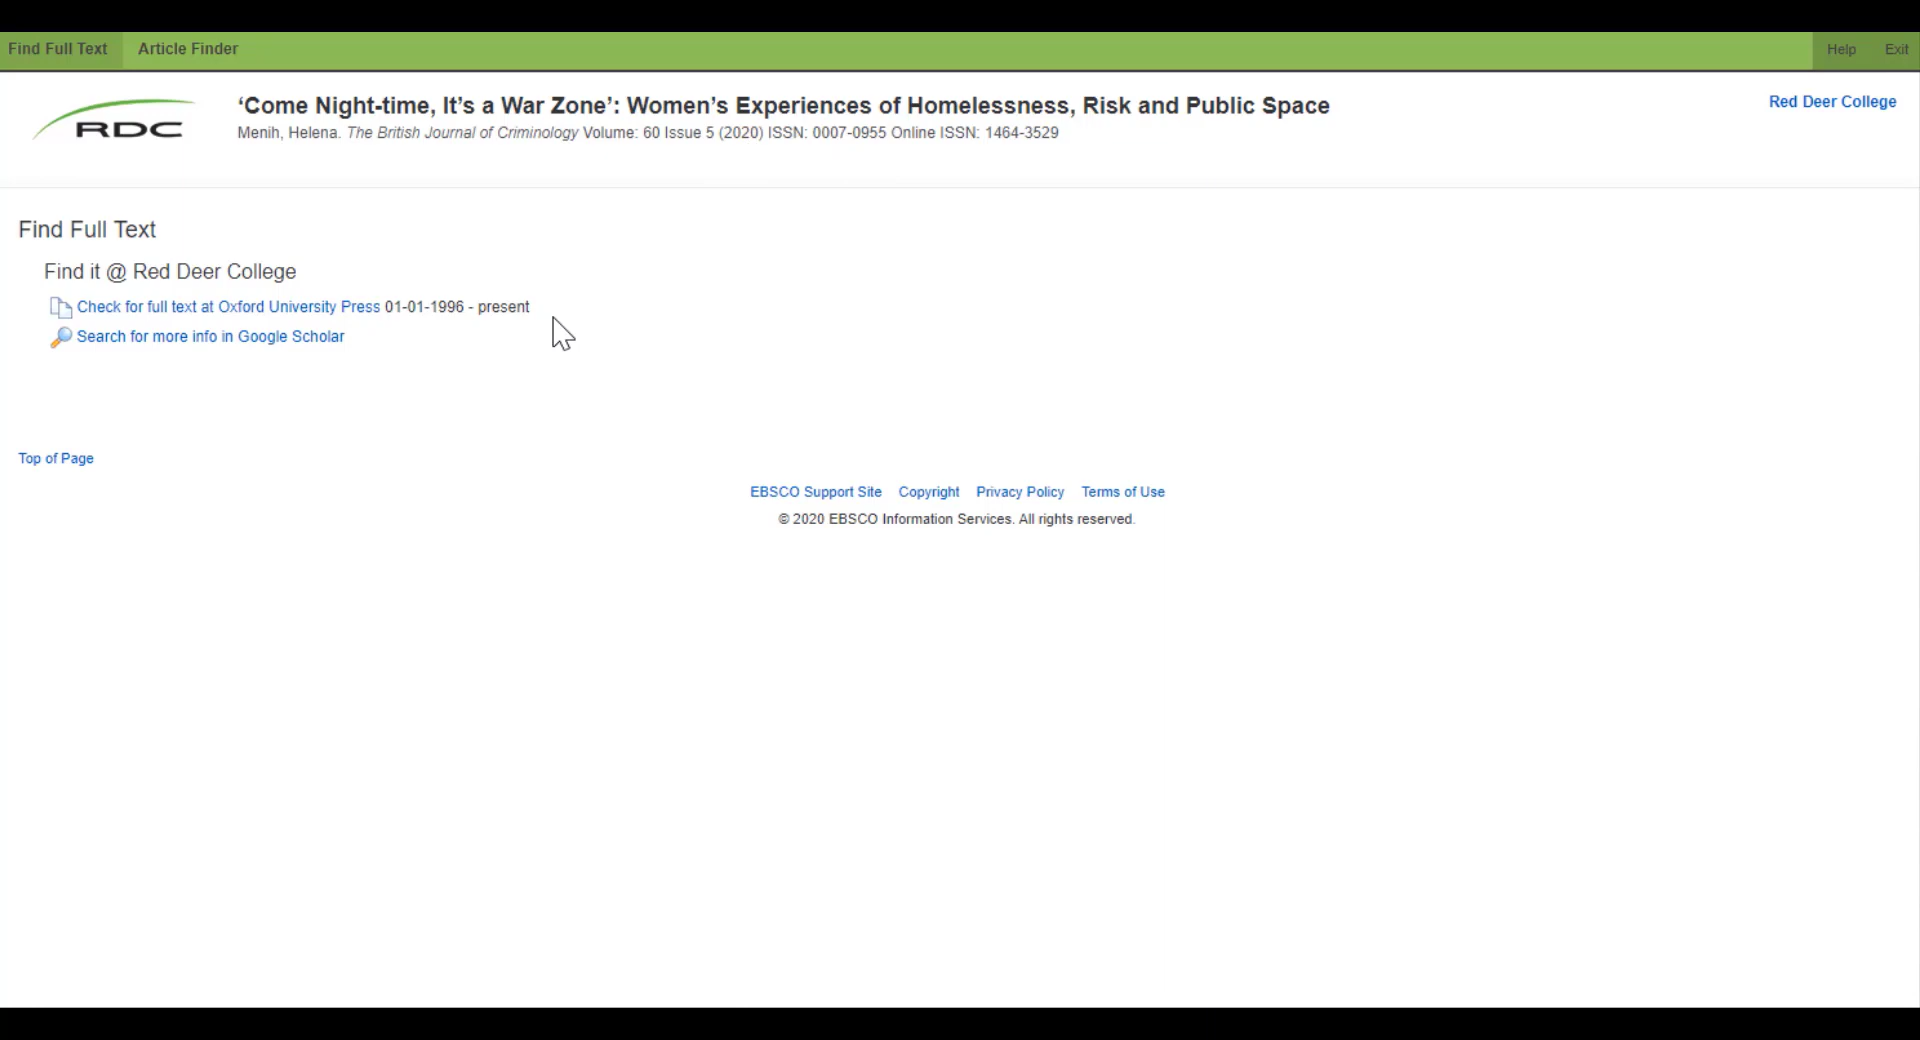 Find Full Text Article Finder Help Exit
RDC
‘Come Night-time, It’s a War Zone’: Women’s Experiences of Homelessness, Risk and Public Space
Red Deer College
Menih, Helena. The British Journal of Criminology Volume: 60 Issue 5 (2020) ISSN: 0007-0955 Online ISSN: 1464-3529
Find Full Text
Find it @ Red Deer College
Check for full text at Oxford University Press 01-01-1996 - present
Search for more info in Google Scholar
Top of Page
EBSCO Support Site Copyright Privacy Policy Terms of Use
© 2020 EBSCO Information Services. All rights reserved.